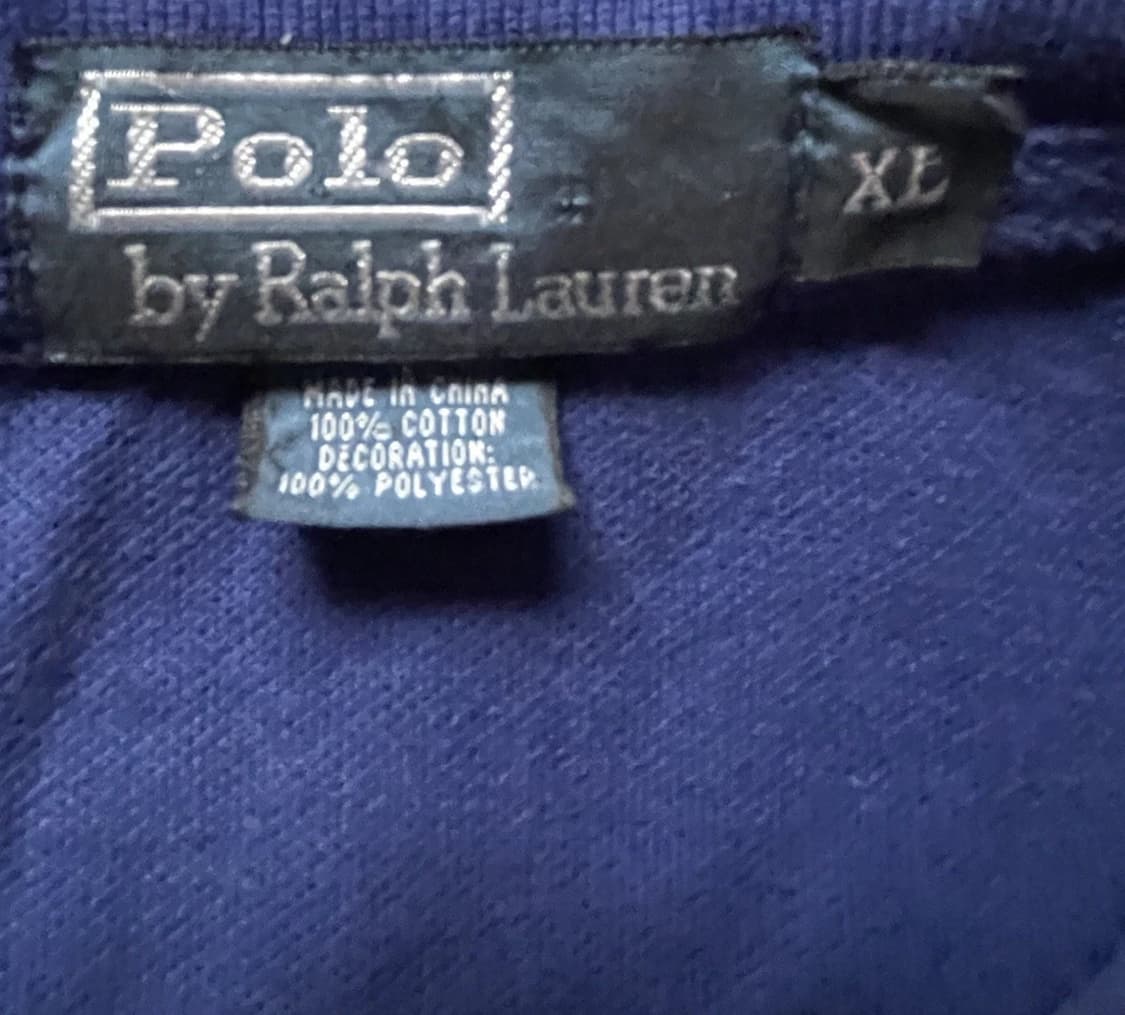 Polo
by Ralph Lauren
XL
MADE IN CHINA
100% COTTON
DECORATION:
100% POLYESTER